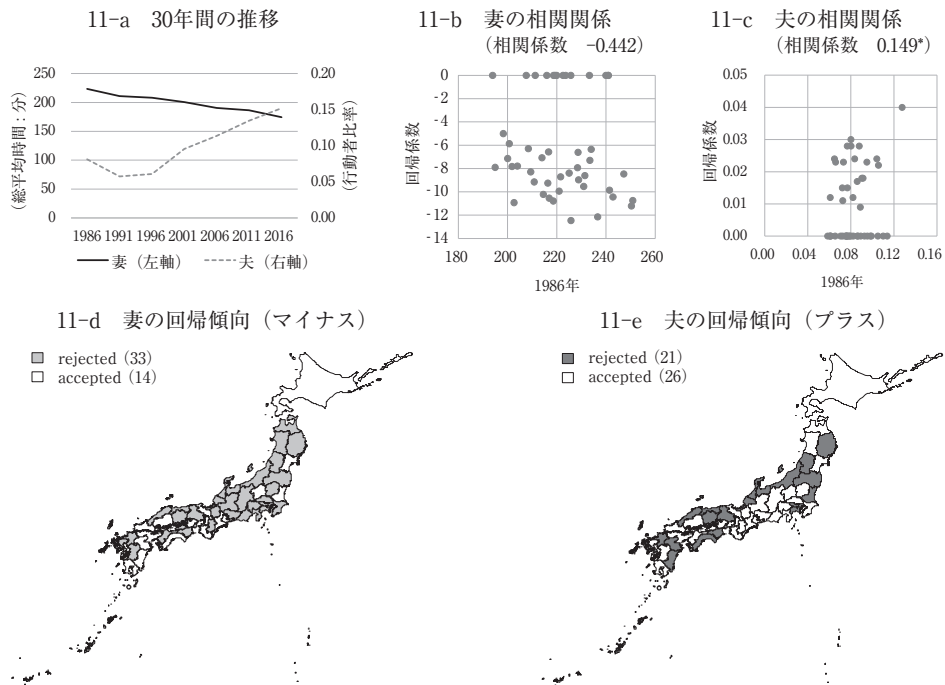 11-a 30年間の推移
250
200
150
100
50
0
(総平均時間:分)
0.20
0.15
0.10
0.05
0.00
(行動者比率)
1986 1991 1996 2001 2006 2011 2016
妻(左軸) 夫(右軸)
11-b 妻の相関関係
(相関係数 -0.442)
0
-2
-4
-6
-8
-10
-12
-14
回帰係数
180 200 220 240 260
1986年
11-c 夫の相関関係
(相関係数 0.149*)
0.05
0.04
0.03
0.02
0.01
0.00
回帰係数
0.00 0.04 0.08 0.12 0.16
1986年
11-d 妻の回帰傾向(マイナス)
rejected (33)
accepted (14)
11-e 夫の回帰傾向(プラス)
rejected (21)
accepted (26)